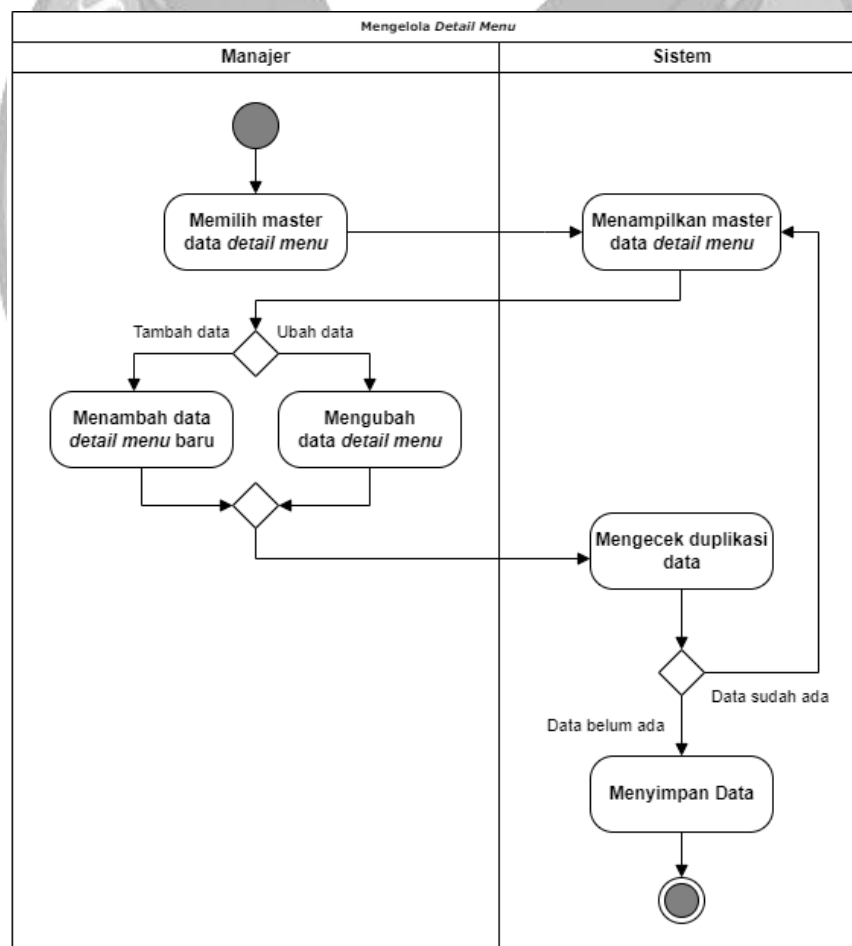 Mengelola Detail Menu
Manajer
Sistem
Memilih master
data detail menu
Menampilkan master
data detail menu
Tambah data
Ubah data
Menambah data
detail menu baru
Mengubah
data detail menu
Mengecek duplikasi
data
Data sudah ada
Data belum ada
Menyimpan Data